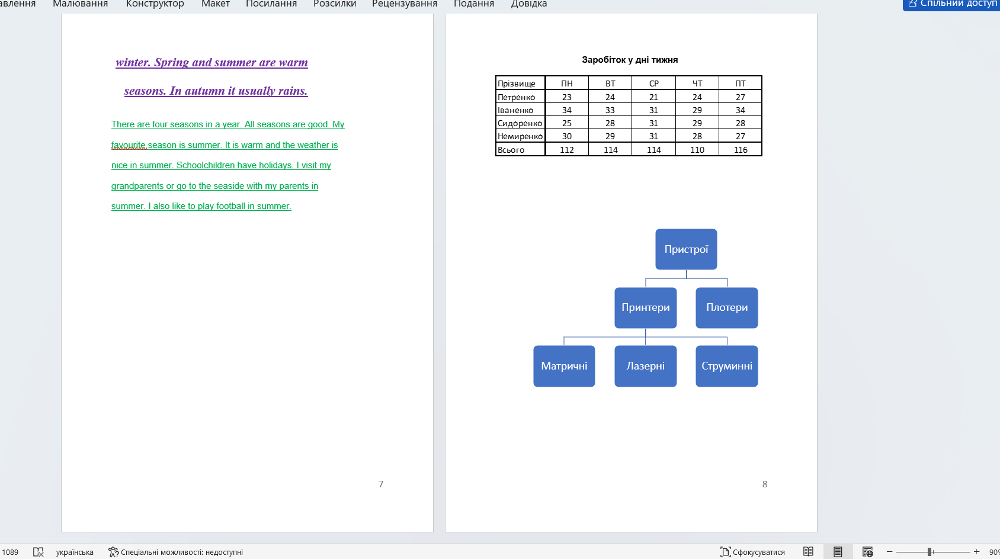 авлення Малювання Конструктор Макет Посилання Розсилки Рецензування Подання Довідка Спільний доступ
winter. Spring and summer are warm
seasons. In autumn it usually rains.
There are four seasons in a year. All seasons are good. My
favourite season is summer. It is warm and the weather is
nice in summer. Schoolchildren have holidays. I visit my
grandparents or go to the seaside with my parents in
summer. I also like to play football in summer.
7
Заробіток у дні тижня
Прізвище ПН ВТ СР ЧТ ПТ
Петренко 23 24 21 24 27
Іваненко 34 33 31 29 34
Сидоренко 25 28 31 29 28
Немиренко 30 29 31 28 27
Всього 112 114 114 110 116
Пристрої
Принтери Плотери
Матричні Лазерні Струминні
8
1089 українська Спеціальні можливості: недоступні Сфокусуватися 90%